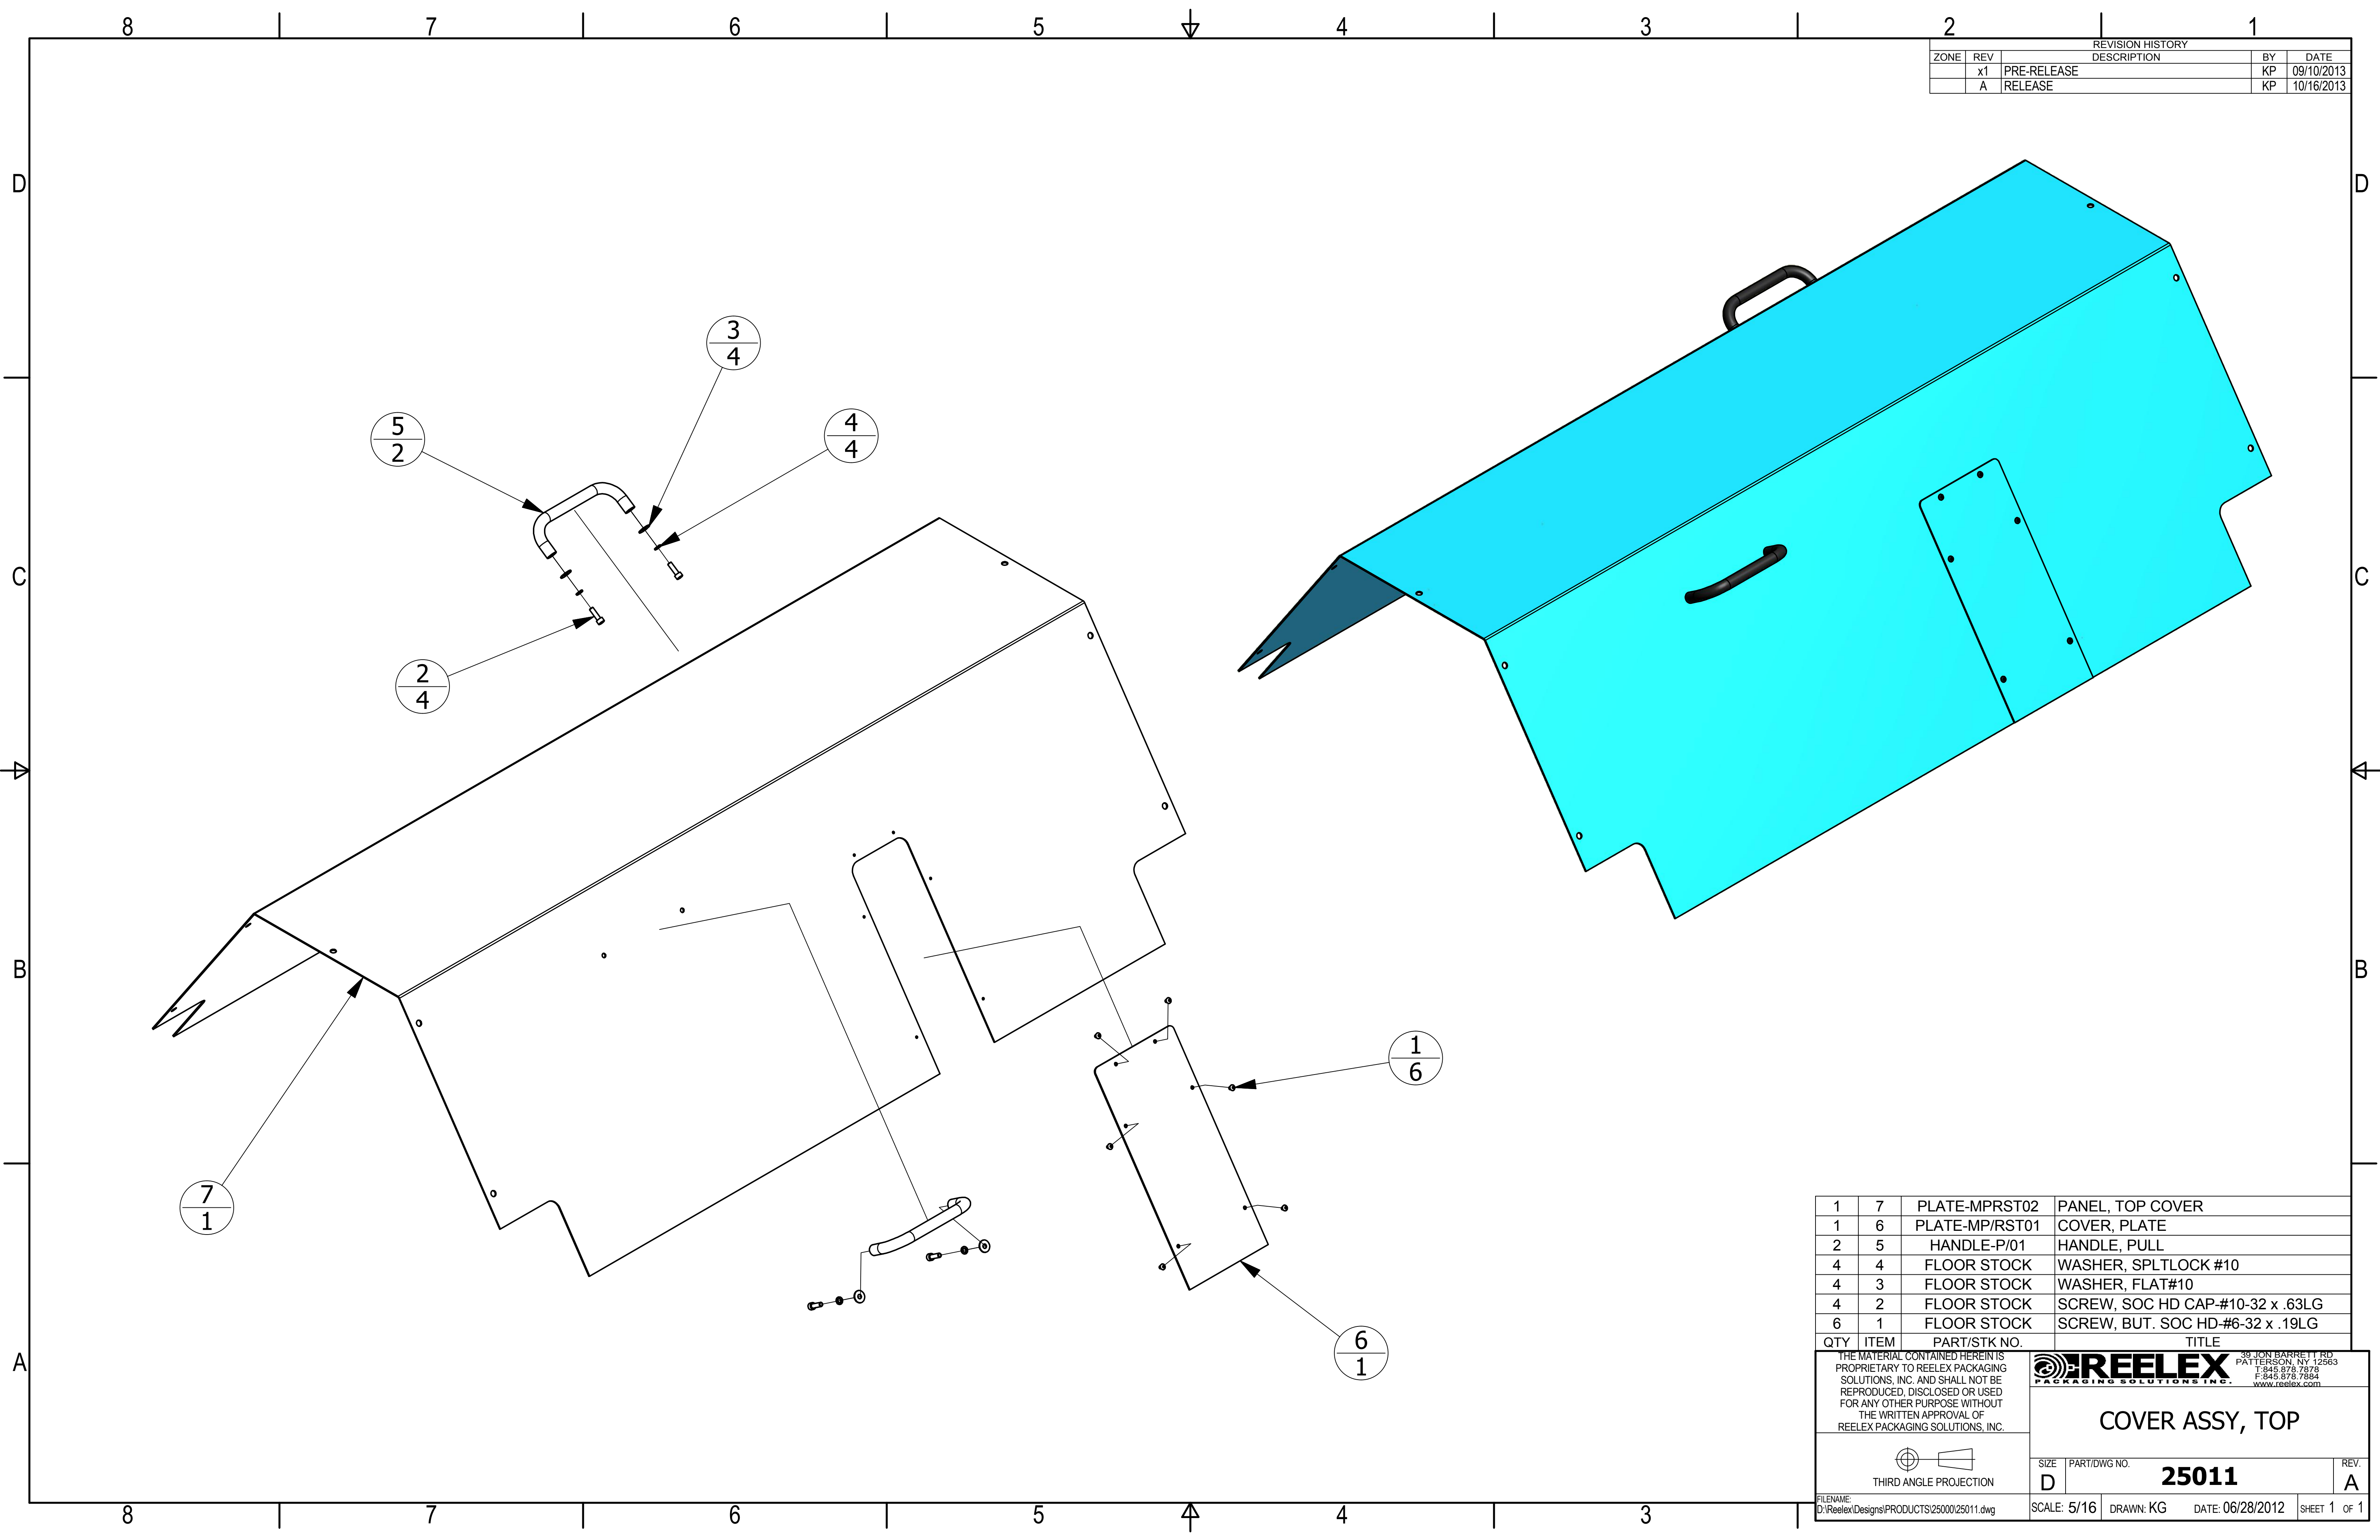 8 7 6 5 4 3 2 1
REVISION HISTORY
ZONE REV DESCRIPTION BY DATE
x1 PRE-RELEASE KP 09/10/2013
A RELEASE KP 10/16/2013
D D
3
4
4
4
5
2
C C
2
4
B B
1
6
7
1
6
1
A
1 7 PLATE-MPRST02 PANEL, TOP COVER
1 6 PLATE-MP/RST01 COVER, PLATE
2 5 HANDLE-P/01 HANDLE, PULL
4 4 FLOOR STOCK WASHER, SPLTLOCK #10
4 3 FLOOR STOCK WASHER, FLAT#10
4 2 FLOOR STOCK SCREW, SOC HD CAP-#10-32 x .63LG
6 1 FLOOR STOCK SCREW, BUT. SOC HD-#6-32 x .19LG
QTY ITEM PART/STK NO. TITLE
THE MATERIAL CONTAINED HEREIN IS
PROPRIETARY TO REELEX PACKAGING
SOLUTIONS, INC. AND SHALL NOT BE
REPRODUCED, DISCLOSED OR USED
FOR ANY OTHER PURPOSE WITHOUT
THE WRITTEN APPROVAL OF
REELEX PACKAGING SOLUTIONS, INC.
REELEX
PACKAGING SOLUTIONS INC.
39 JON BARRETT RD
PATTERSON, NY 12563
T:845.878.7878
F:845.878.7884
www.reelex.com
COVER ASSY, TOP
THIRD ANGLE PROJECTION
SIZE PART/DWG NO. REV.
D 25011 A
FILENAME:
D:\Reelex\Designs\PRODUCTS\25000\25011.dwg
SCALE: 5/16 DRAWN: KG DATE: 06/28/2012 SHEET 1 OF 1
8 7 6 5 4 3